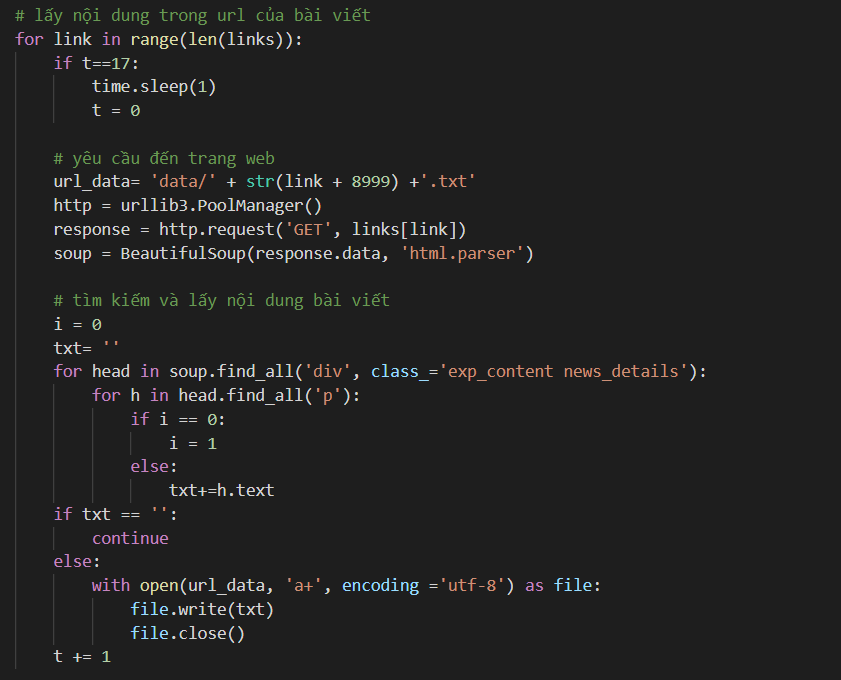 # lấy nội dung trong url của bài viết
for link in range(len(links)):
    if t==17:
        time.sleep(1)
        t = 0

    # yêu cầu đến trang web
    url_data= 'data/' + str(link + 8999) +'.txt'
    http = urllib3.PoolManager()
    response = http.request('GET', links[link])
    soup = BeautifulSoup(response.data, 'html.parser')

    # tìm kiếm và lấy nội dung bài viết
    i = 0
    txt= ''
    for head in soup.find_all('div', class_='exp_content news_details'):
        for h in head.find_all('p'):
            if i == 0:
                i = 1
            else:
                txt+=h.text
    if txt == '':
        continue
    else:
        with open(url_data, 'a+', encoding ='utf-8') as file:
            file.write(txt)
            file.close()
    t += 1